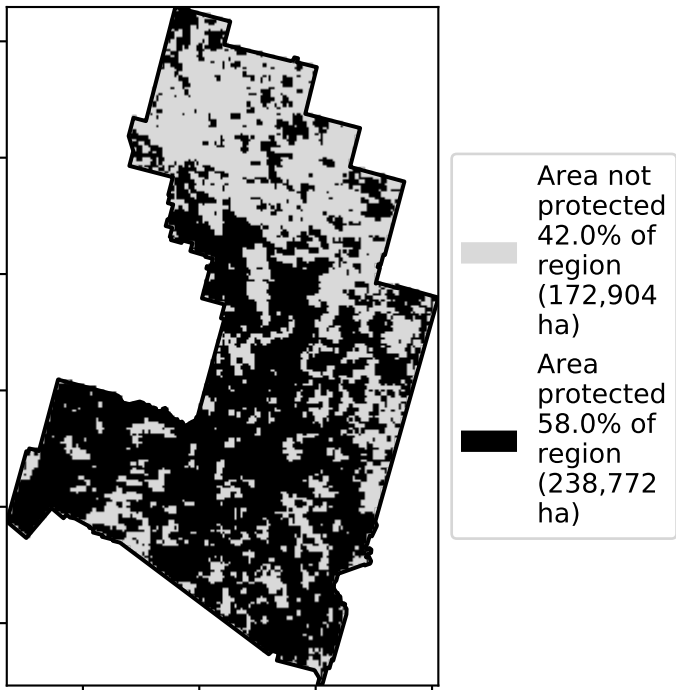 Area not
protected
42.0% of
region
(172,904
ha)
Area
protected
58.0% of
region
(238,772
ha)